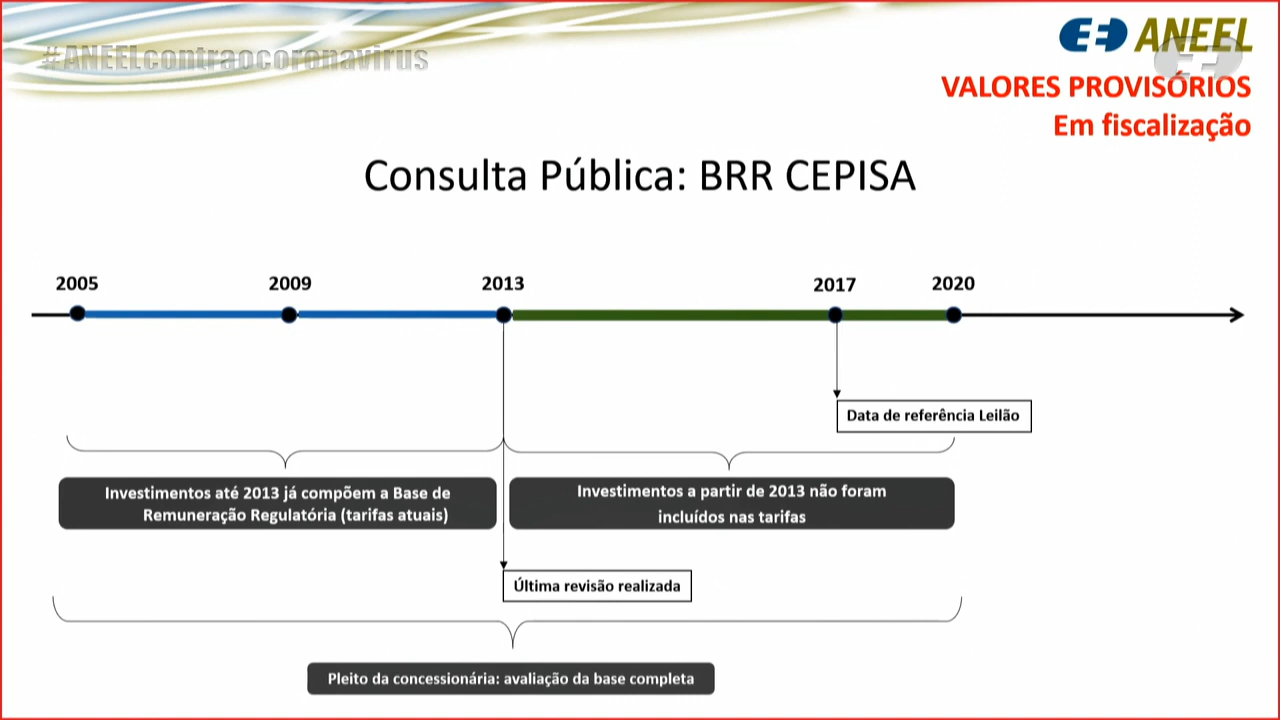 #ANEELcontraocoronavirus
ANEEL
VALORES PROVISÓRIOS
Em fiscalização
Consulta Pública: BRR CEPISA
2005
2009
2013
2017
2020
Data de referência Leilão
Investimentos até 2013 já compõem a Base de
Remuneração Regulatória (tarifas atuais)
Investimentos a partir de 2013 não foram
incluídos nas tarifas
Última revisão realizada
Pleito da concessionária: avaliação da base completa